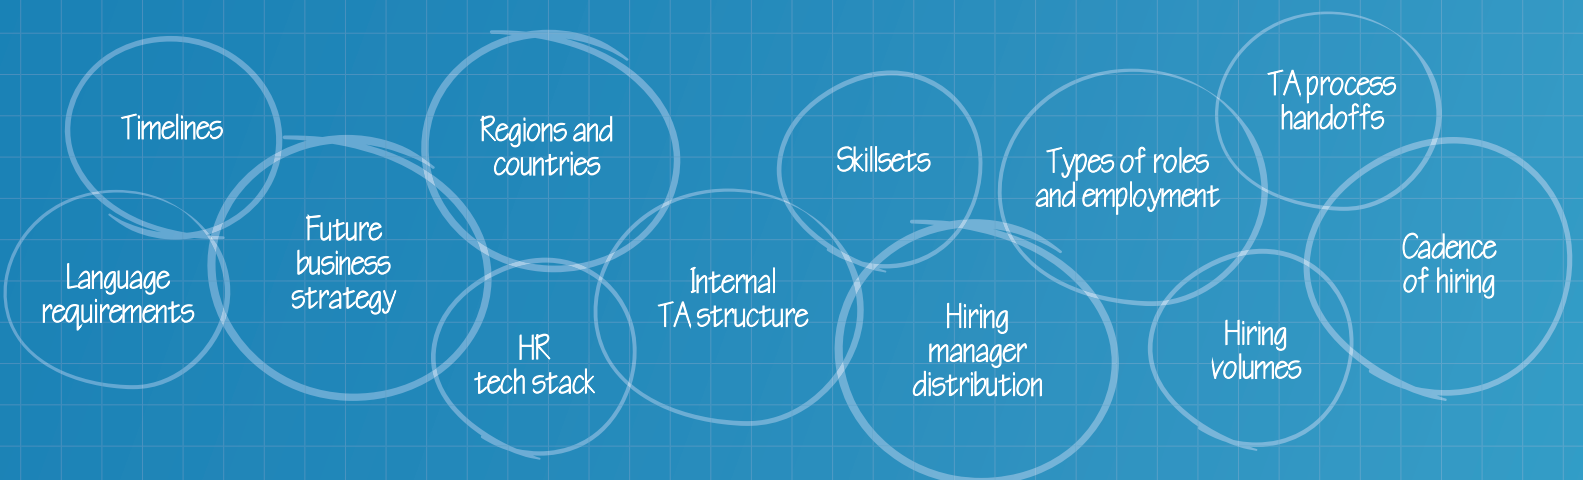 Timelines
Language
requirements
Future
business
strategy
Regions and
countries
HR
tech stack
Internal
TA structure
Skillsets
Hiring
manager
distribution
Types of roles
and employment
TA process
handoffs
Hiring
volumes
Cadence
of hiring